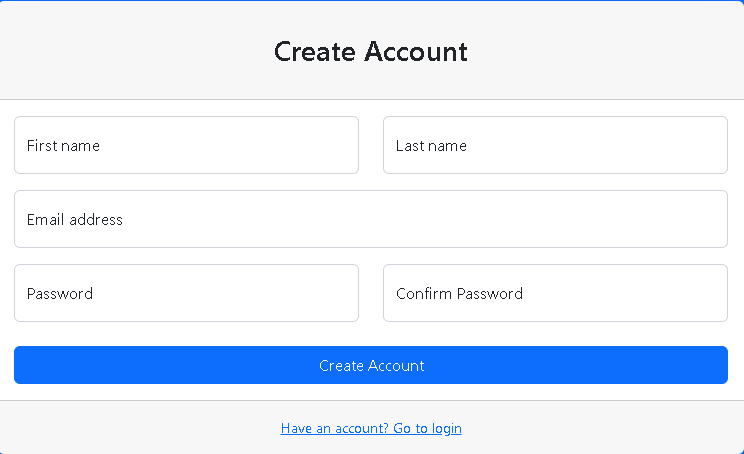 Create Account
First name
Last name
Email address
Password
Confirm Password
Create Account
Have an account? Go to login